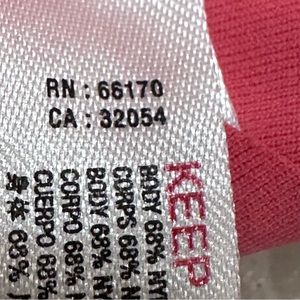 RN : 66170
CA : 32054
KEEP
BODY 68% NY
CORPS 68% N
BODY 68% NY
CORPO 68% N
CUERPO 68%
身体 68%